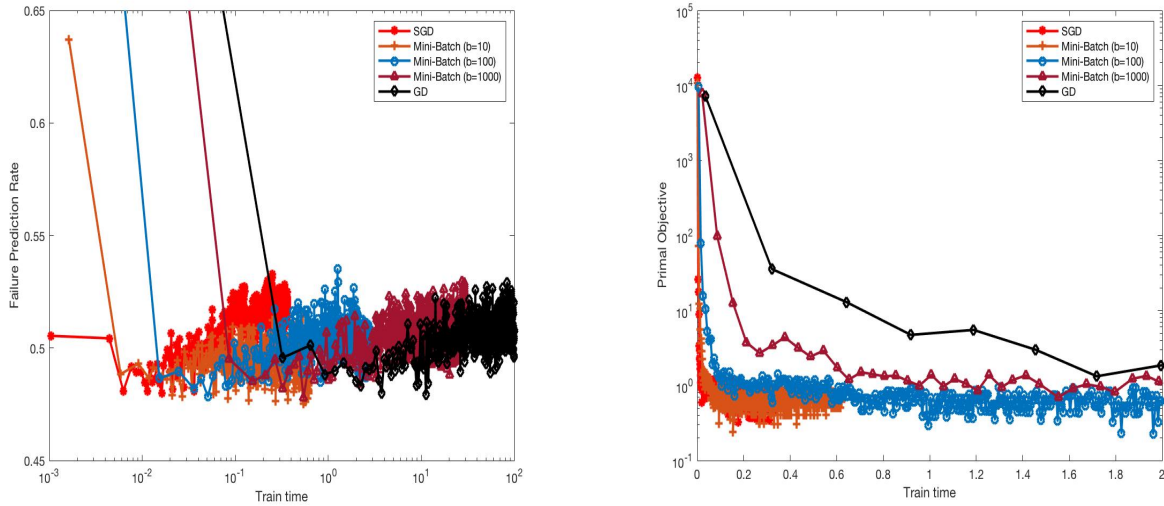 0.65
0.6
0.55
0.5
0.45
Failure Prediction Rate
10^-3
10^-2
10^-1
10^0
10^1
10^2
Train time
SGD
Mini-Batch (b=10)
Mini-Batch (b=100)
Mini-Batch (b=1000)
GD
10^5
10^4
10^3
10^2
10^1
10^0
10^-1
Primal Objective
0
0.2
0.4
0.6
0.8
1
1.2
1.4
1.6
1.8
2
Train time
SGD
Mini-Batch (b=10)
Mini-Batch (b=100)
Mini-Batch (b=1000)
GD